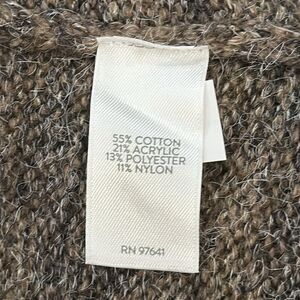 55% COTTON
21% ACRYLIC
13% POLYESTER
11% NYLON
RN 97641